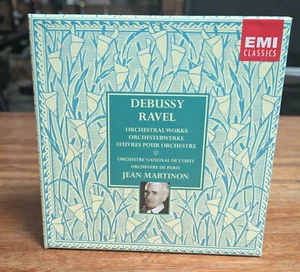 EMI
CLASSICS
DEBUSSY
RAVEL
ORCHESTRAL WORKS
ORCHESTERWERKE
ŒUVRES POUR ORCHESTRE
ORCHESTRE NATIONAL DE L'ORTF
ORCHESTRE DE PARIS
JEAN MARTINON